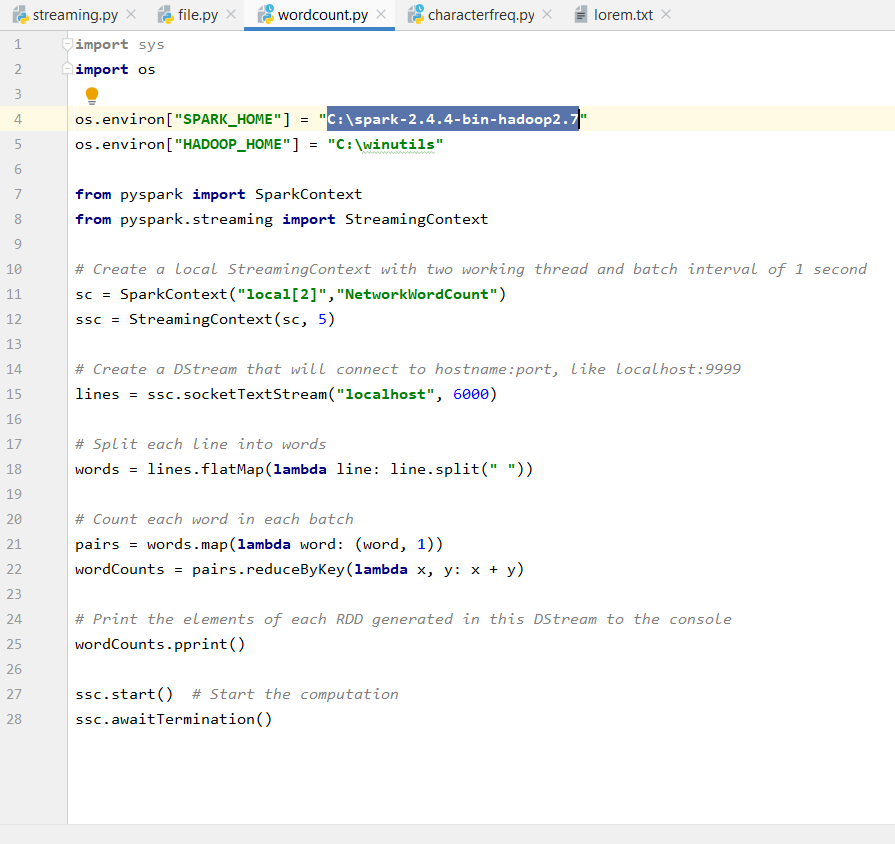 streaming.py file.py wordcount.py characterfreq.py lorem.txt
1 import sys
2 import os
3
4 os.environ["SPARK_HOME"] = "C:\spark-2.4.4-bin-hadoop2.7"
5 os.environ["HADOOP_HOME"] = "C:\winutils"
6
7 from pyspark import SparkContext
8 from pyspark.streaming import StreamingContext
9
10 # Create a local StreamingContext with two working thread and batch interval of 1 second
11 sc = SparkContext("local[2]","NetworkWordCount")
12 ssc = StreamingContext(sc, 5)
13
14 # Create a DStream that will connect to hostname:port, like localhost:9999
15 lines = ssc.socketTextStream("localhost", 6000)
16
17 # Split each line into words
18 words = lines.flatMap(lambda line: line.split(" "))
19
20 # Count each word in each batch
21 pairs = words.map(lambda word: (word, 1))
22 wordCounts = pairs.reduceByKey(lambda x, y: x + y)
23
24 # Print the elements of each RDD generated in this DStream to the console
25 wordCounts.pprint()
26
27 ssc.start()  # Start the computation
28 ssc.awaitTermination()